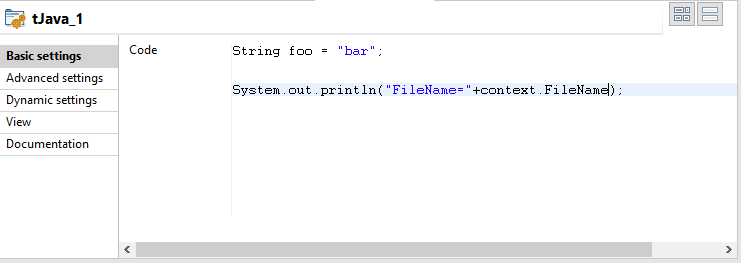 tJava_1
Basic settings
Advanced settings
Dynamic settings
View
Documentation
Code
String foo = "bar";
System.out.println("FileName="+context.FileName);